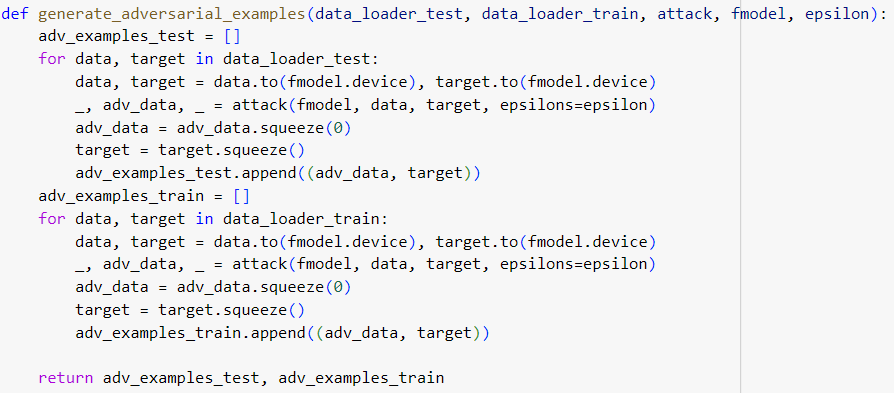 def generate_adversarial_examples(data_loader_test, data_loader_train, attack, fmodel, epsilon):
    adv_examples_test = []
    for data, target in data_loader_test:
        data, target = data.to(fmodel.device), target.to(fmodel.device)
        _, adv_data, _ = attack(fmodel, data, target, epsilons=epsilon)
        adv_data = adv_data.squeeze(0)
        target = target.squeeze()
        adv_examples_test.append((adv_data, target))
    adv_examples_train = []
    for data, target in data_loader_train:
        data, target = data.to(fmodel.device), target.to(fmodel.device)
        _, adv_data, _ = attack(fmodel, data, target, epsilons=epsilon)
        adv_data = adv_data.squeeze(0)
        target = target.squeeze()
        adv_examples_train.append((adv_data, target))

    return adv_examples_test, adv_examples_train